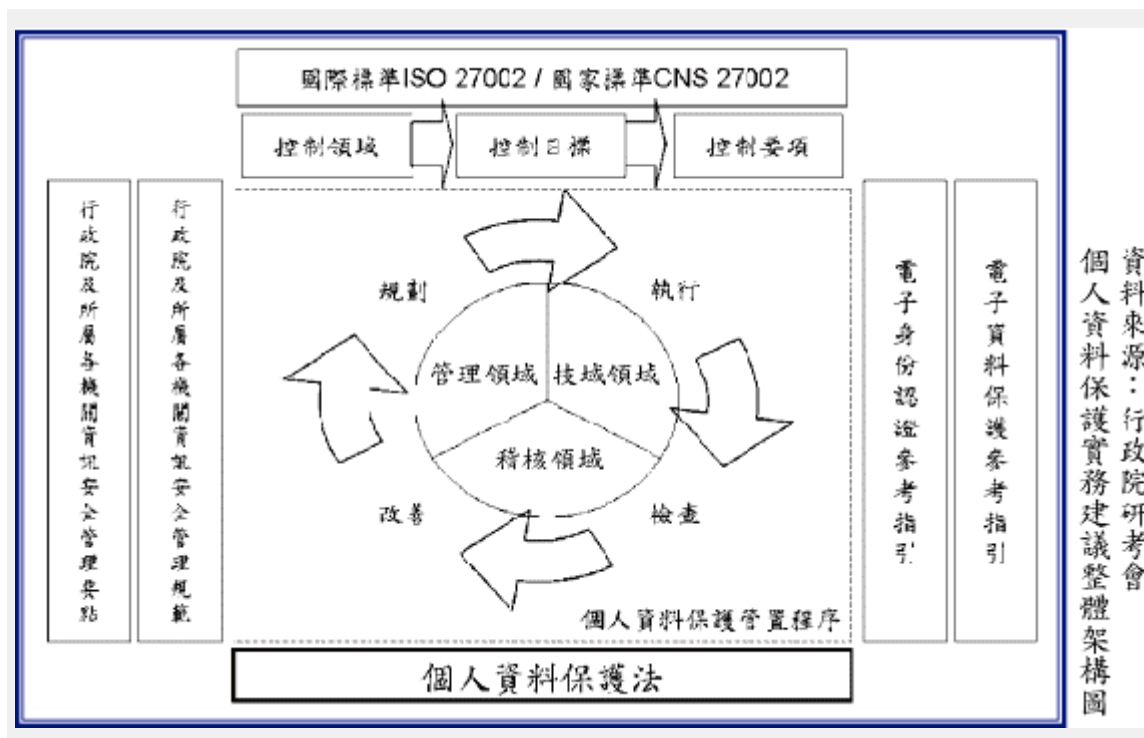 國際標準ISO 27002 / 國家標準CNS 27002
控制領域
控制目標
控制要項
行政院及所屬各機關資訊安全管理要點
行政院及所屬各機關資訊安全管理規範
規劃
執行
管理領域
技域領域
稽核領域
改善
檢查
個人資料保護管置程序
電子身份認證參考指引
電子資料保護參考指引
個人資料保護法
資料來源：行政院研考會
個人資料保護實務建議整體架構圖